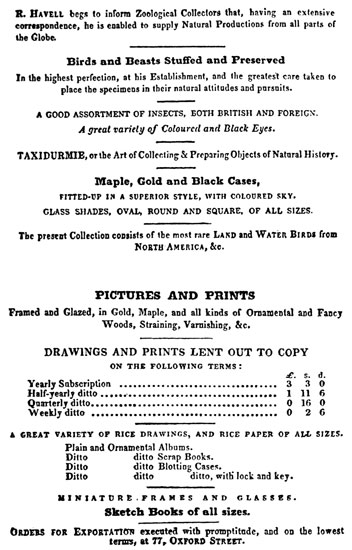 R. HAVELL begs to inform Zoological Collectors that, having an extensive
correspondence, he is enabled to supply Natural Productions from all parts of
the Globe.
Birds and Beasts Stuffed and Preserved
In the highest perfection, at his Establishment, and the greatest care taken to
place the specimens in their natural attitudes and pursuits.
A GOOD ASSORTMENT OF INSECTS, BOTH BRITISH AND FOREIGN.
A great variety of Coloured and Black Eyes.
TAXIDURMIE, or the Art of Collecting & Preparing Objects of Natural History.
Maple, Gold and Black Cases,
FITTED-UP IN A SUPERIOR STYLE, WITH COLOURED SKY.
GLASS SHADES, OVAL, ROUND AND SQUARE, OF ALL SIZES.
The present Collection consists of the most rare LAND and WATER BIRDS from
NORTH AMERICA, &c.
PICTURES AND PRINTS
Framed and Glazed, in Gold, Maple, and all kinds of Ornamental and Fancy
Woods, Straining, Varnishing, &c.
DRAWINGS AND PRINTS LENT OUT TO COPY
ON THE FOLLOWING TERMS:
£. s. d.
Yearly Subscription ................................ 3 3 0
Half-yearly ditto .................................... 1 11 6
Quarterly ditto...................................... 0 16 0
Weekly ditto ........................................ 0 2 6
A GREAT VARIETY OF RICE DRAWINGS, AND RICE PAPER OF ALL SIZES.
Plain and Ornamental Albums.
Ditto ditto Scrap Books.
Ditto ditto Blotting Cases.
Ditto ditto ditto, with lock and key.
MINIATURE FRAMES AND GLASSES.
Sketch Books of all sizes.
ORDERS FOR EXPORTATION executed with promptitude, and on the lowest
terms, at 77, OXFORD STREET.